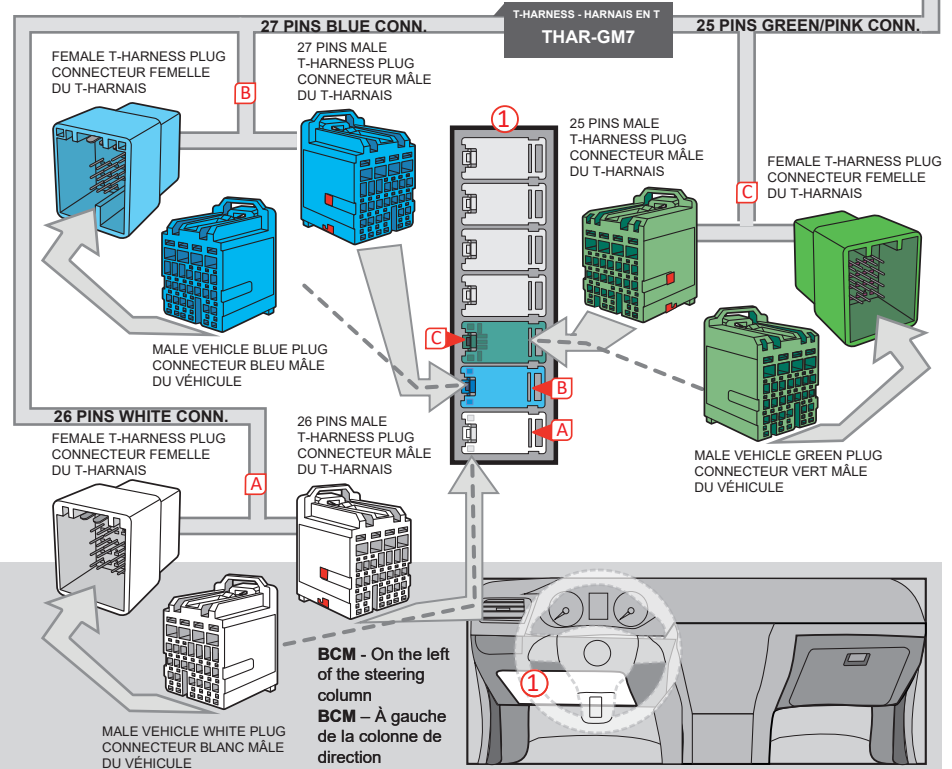 T-HARNESS - HARNAIS EN T
THAR-GM7
27 PINS BLUE CONN.
25 PINS GREEN/PINK CONN.
FEMALE T-HARNESS PLUG
CONNECTEUR FEMELLE
DU T-HARNAIS
B
27 PINS MALE
T-HARNESS PLUG
CONNECTEUR MÂLE
DU T-HARNAIS
1
25 PINS MALE
T-HARNESS PLUG
CONNECTEUR MÂLE
DU T-HARNAIS
C
FEMALE T-HARNESS PLUG
CONNECTEUR FEMELLE
DU T-HARNAIS
MALE VEHICLE BLUE PLUG
CONNECTEUR BLEU MÂLE
DU VÉHICULE
C
B
A
MALE VEHICLE GREEN PLUG
CONNECTEUR VERT MÂLE
DU VÉHICULE
26 PINS WHITE CONN.
FEMALE T-HARNESS PLUG
CONNECTEUR FEMELLE
DU T-HARNAIS
A
26 PINS MALE
T-HARNESS PLUG
CONNECTEUR MÂLE
DU T-HARNAIS
MALE VEHICLE WHITE PLUG
CONNECTEUR BLANC MÂLE
DU VÉHICULE
BCM - On the left
of the steering
column
BCM – À gauche
de la colonne de
direction
1